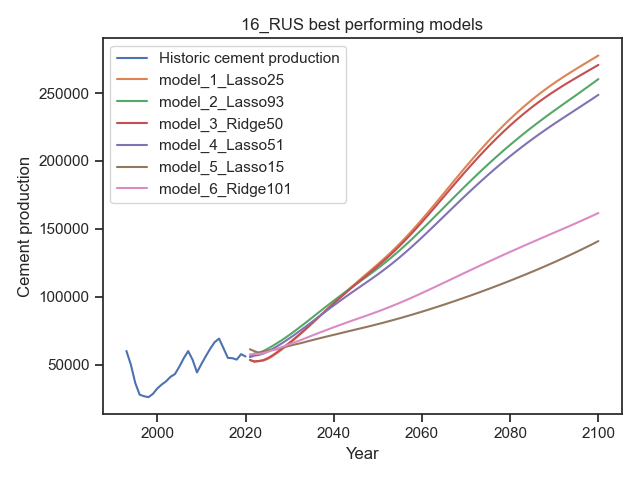 16_RUS best performing models
Historic cement production
model_1_Lasso25
model_2_Lasso93
model_3_Ridge50
model_4_Lasso51
model_5_Lasso15
model_6_Ridge101
Cement production
250000
200000
150000
100000
50000
2000
2020
2040
2060
2080
2100
Year